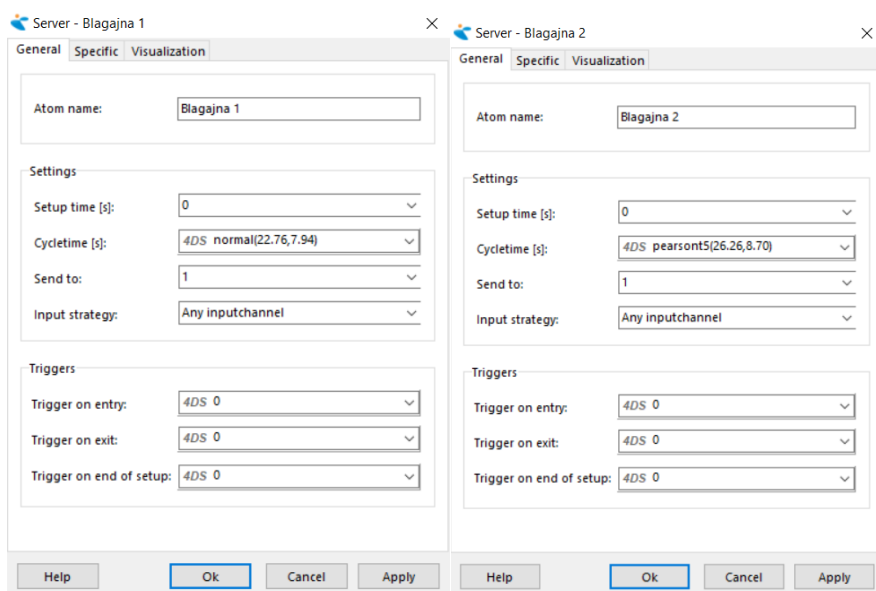 Server - Blagajna 1
General Specific Visualization
Atom name: Blagajna 1
Settings
Setup time [s]: 0
Cycletime [s]: 4DS normal(22.76,7.94)
Send to: 1
Input strategy: Any inputchannel
Triggers
Trigger on entry: 4DS 0
Trigger on exit: 4DS 0
Trigger on end of setup: 4DS 0
Help Ok Cancel Apply
Server - Blagajna 2
General Specific Visualization
Atom name: Blagajna 2
Settings
Setup time [s]: 0
Cycletime [s]: 4DS pearsont5(26.26,8.70)
Send to: 1
Input strategy: Any inputchannel
Triggers
Trigger on entry: 4DS 0
Trigger on exit: 4DS 0
Trigger on end of setup: 4DS 0
Help Ok Cancel Apply